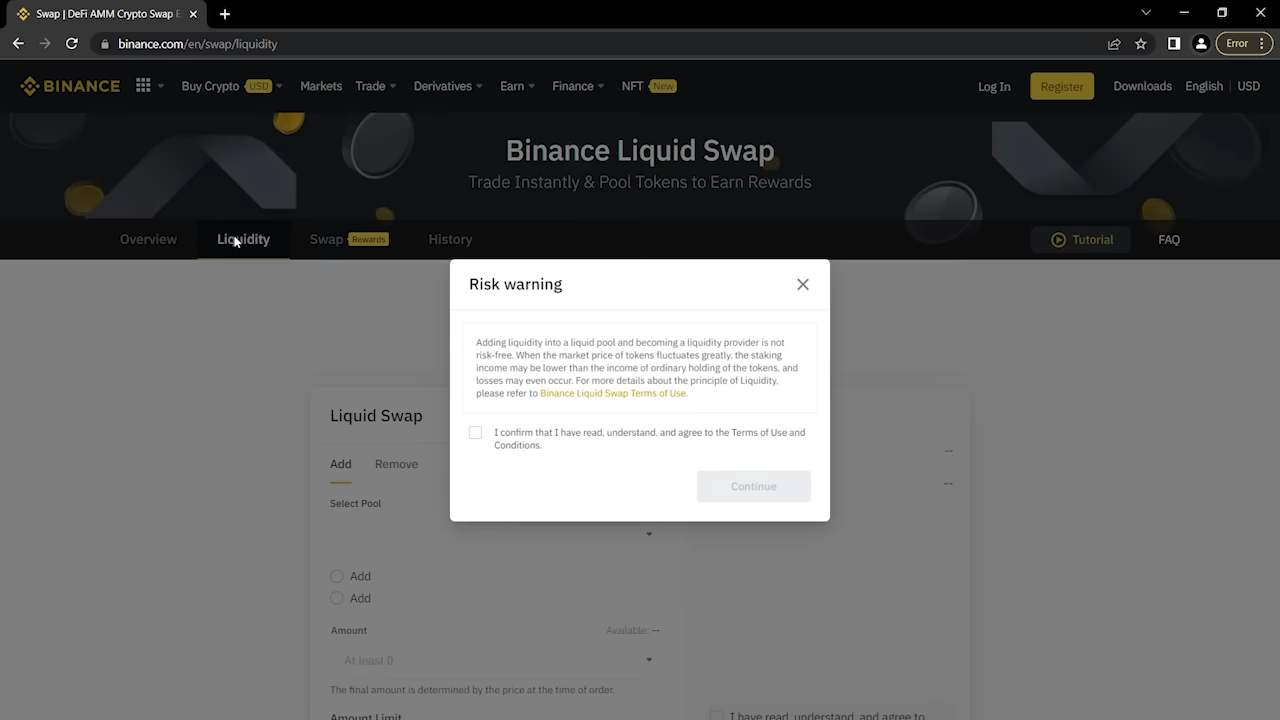 Swap | DeFi AMM Crypto Swap E
binance.com/en/swap/liquidity
Error
BINANCE
Buy Crypto USD
Markets
Trade
Derivatives
Earn
Finance
NFT New
Log In
Register
Downloads
English
USD
Binance Liquid Swap
Trade Instantly & Pool Tokens to Earn Rewards
Overview
Liquidity
Swap Rewards
History
Tutorial
FAQ
Risk warning
Adding liquidity into a liquid pool and becoming a liquidity provider is not
risk-free. When the market price of tokens fluctuates greatly, the staking
income may be lower than the income of ordinary holding of the tokens, and
losses may even occur. For more details about the principle of Liquidity,
please refer to Binance Liquid Swap Terms of Use.
I confirm that I have read, understand, and agree to the Terms of Use and
Conditions.
Continue
Liquid Swap
--
Add
Remove
--
Select Pool
Add
Add
Amount
Available: --
At least 0
The final amount is determined by the price at the time of order.
Amount Limit
I have read, understand, and agree to